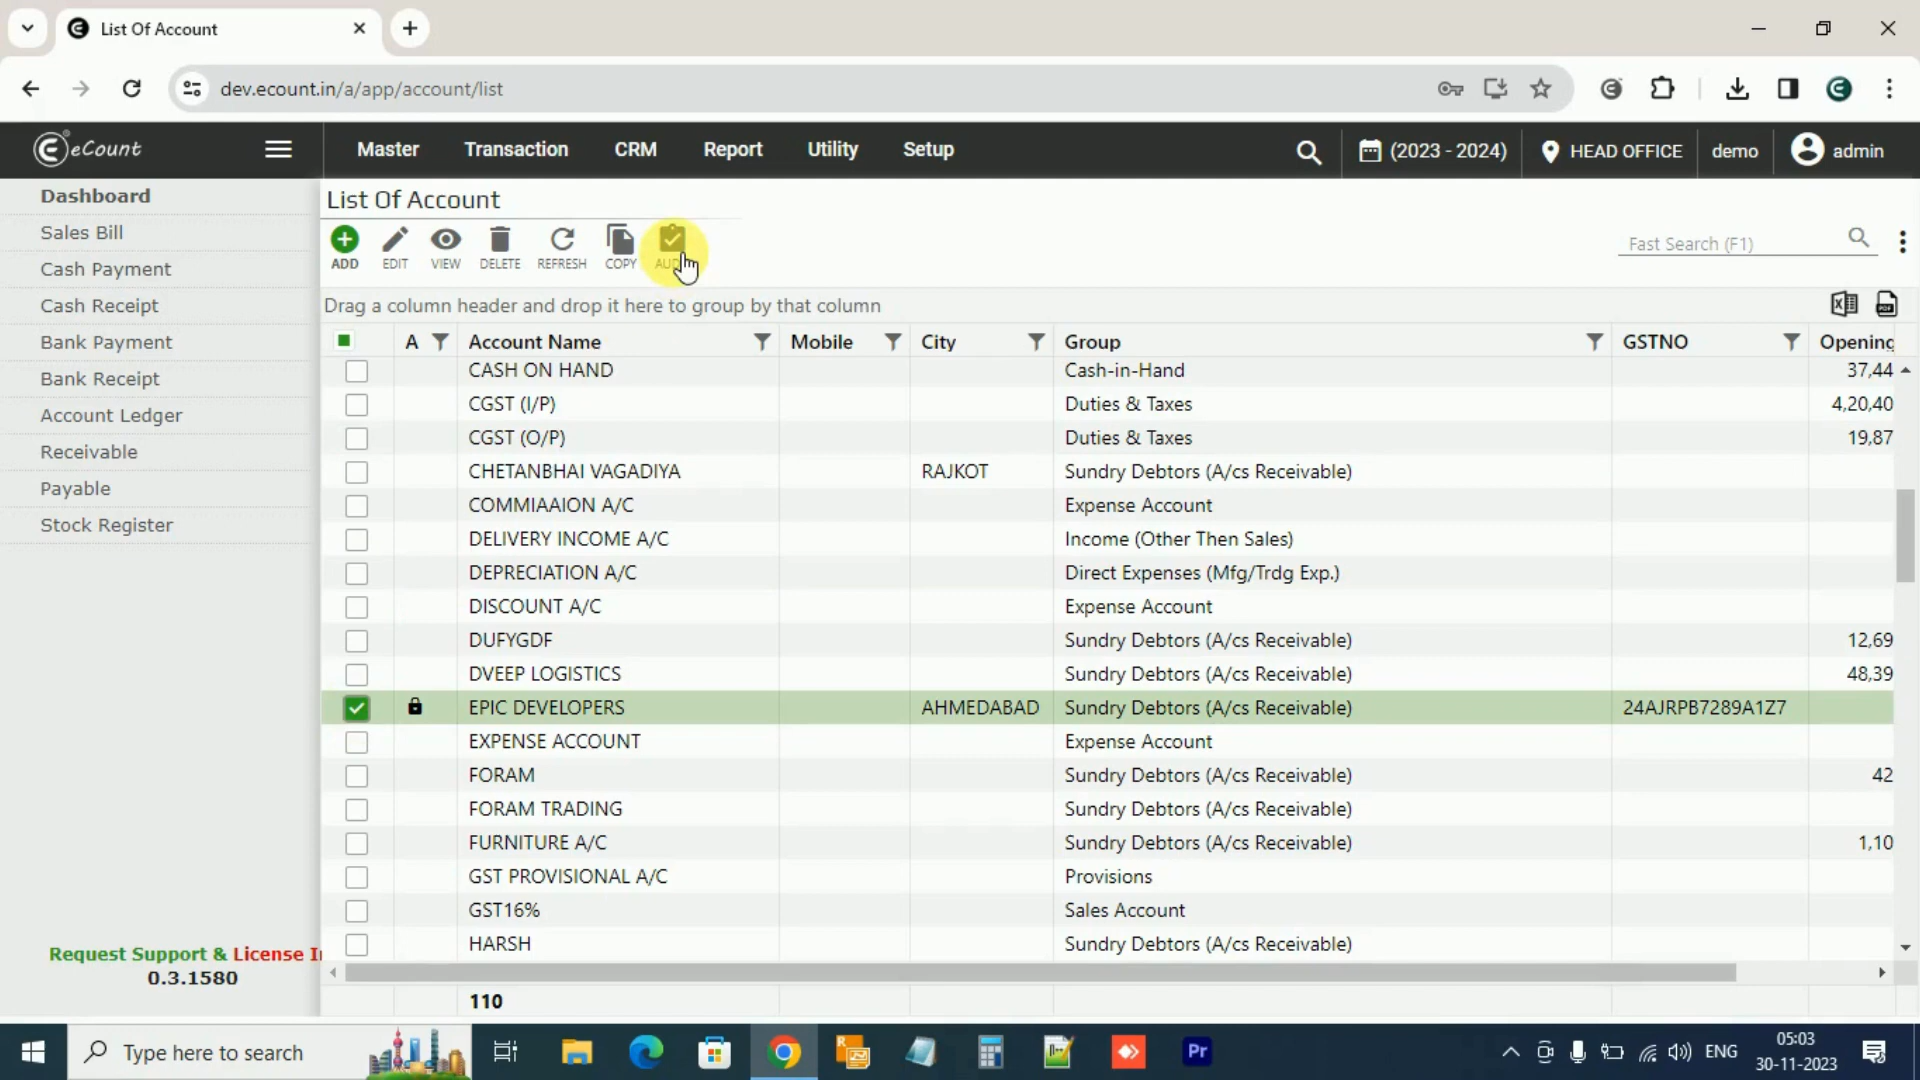 List Of Account
dev.ecount.in/a/app/account/list
eCount
Master Transaction CRM Report Utility Setup
(2023 - 2024) HEAD OFFICE demo admin
Dashboard
Sales Bill
Cash Payment
Cash Receipt
Bank Payment
Bank Receipt
Account Ledger
Receivable
Payable
Stock Register
Request Support & License
0.3.1580
List Of Account
ADD EDIT VIEW DELETE REFRESH COPY
Fast Search (F1)
Drag a column header and drop it here to group by that column
A Account Name Mobile City Group GSTNO Opening
CASH ON HAND Cash-in-Hand 37,44
CGST (I/P) Duties & Taxes 4,20,40
CGST (O/P) Duties & Taxes 19,87
CHETANBHAI VAGADIYA RAJKOT Sundry Debtors (A/cs Receivable)
COMMIAAION A/C Expense Account
DELIVERY INCOME A/C Income (Other Then Sales)
DEPRECIATION A/C Direct Expenses (Mfg/Trdg Exp.)
DISCOUNT A/C Expense Account
DUFYGDF Sundry Debtors (A/cs Receivable) 12,69
DVEEP LOGISTICS Sundry Debtors (A/cs Receivable) 48,39
EPIC DEVELOPERS AHMEDABAD Sundry Debtors (A/cs Receivable) 24AJRPB7289A1Z7
EXPENSE ACCOUNT Expense Account
FORAM Sundry Debtors (A/cs Receivable) 42
FORAM TRADING Sundry Debtors (A/cs Receivable)
FURNITURE A/C Sundry Debtors (A/cs Receivable) 1,10
GST PROVISIONAL A/C Provisions
GST16% Sales Account
HARSH Sundry Debtors (A/cs Receivable)
110
Type here to search
Pr
ENG
05:03
30-11-2023